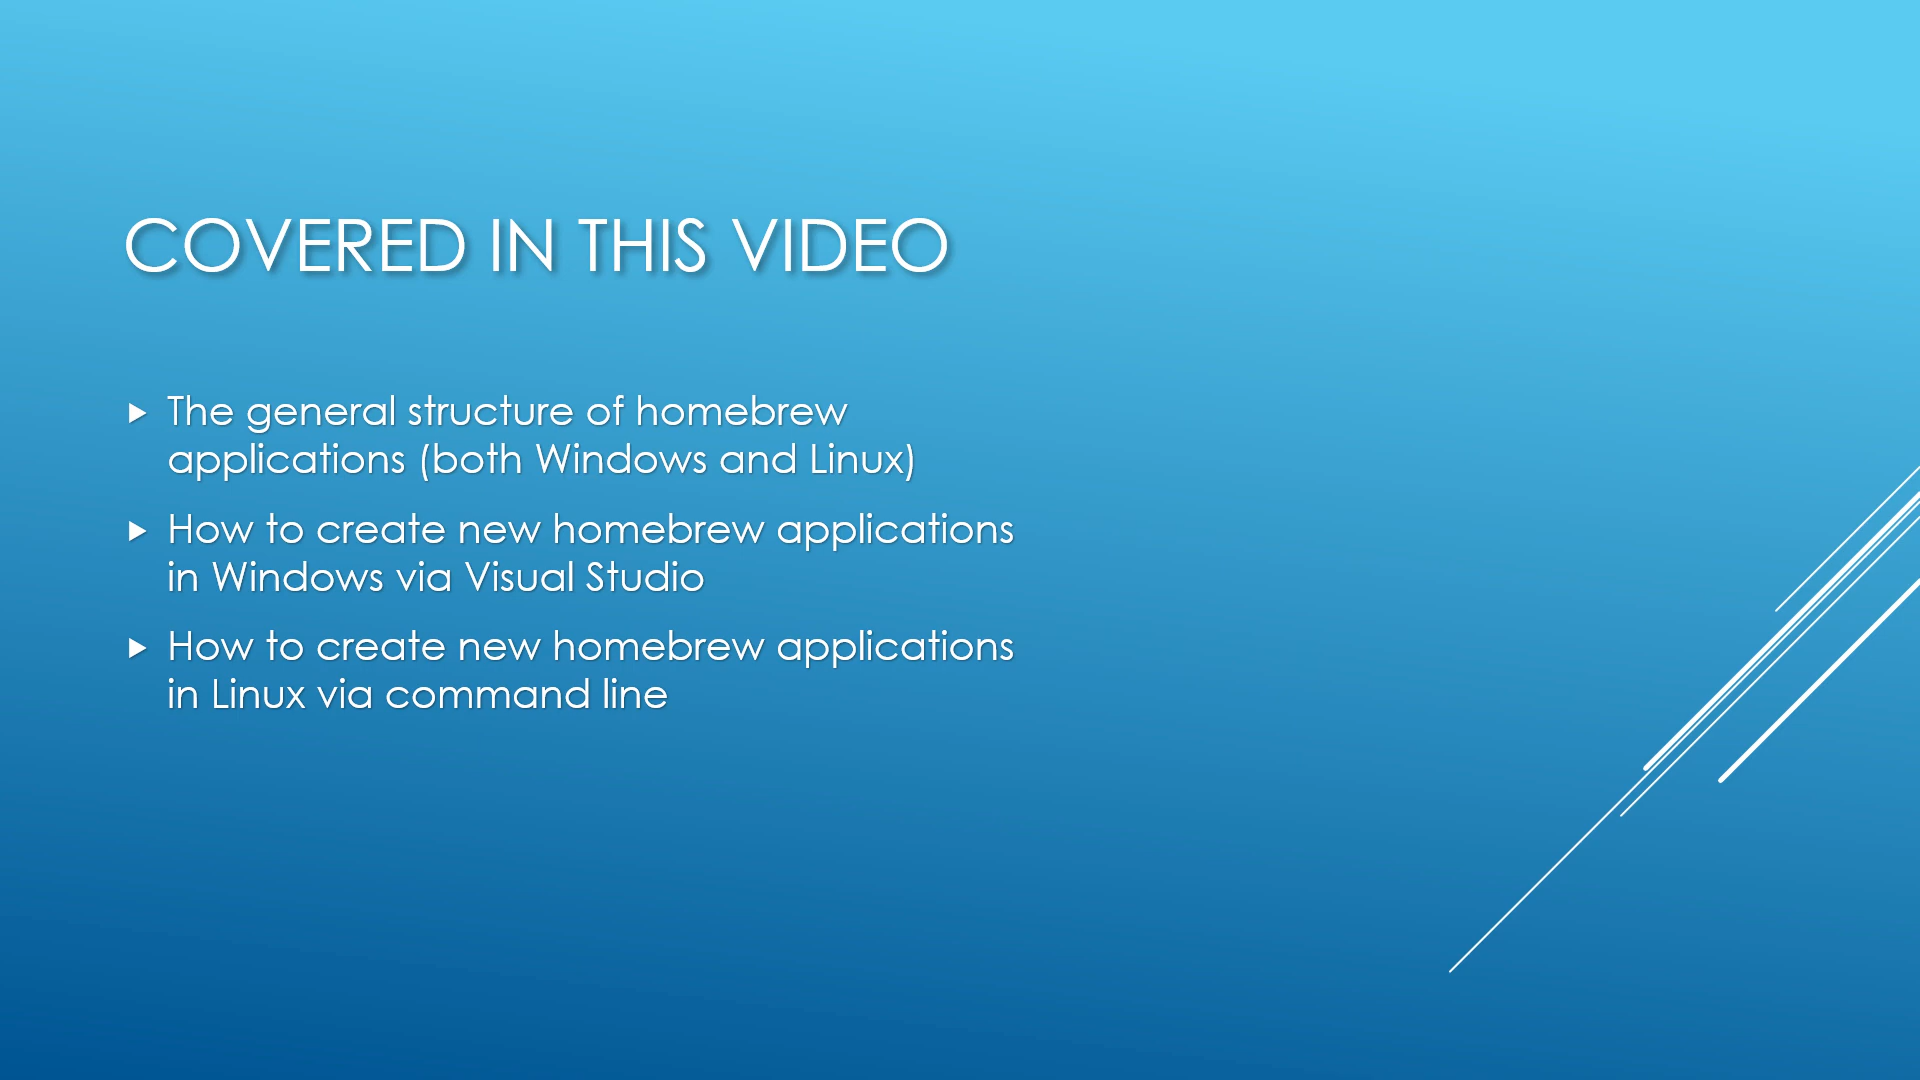 COVERED IN THIS VIDEO
The general structure of homebrew
applications (both Windows and Linux)
How to create new homebrew applications
in Windows via Visual Studio
How to create new homebrew applications
in Linux via command line